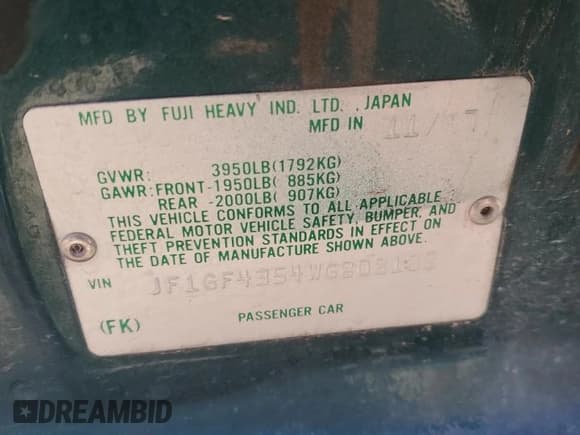 MFD BY FUJI HEAVY IND. LTD. , JAPAN
MFD IN
GVWR: 3950LB(1792KG)
GAWR:FRONT-1950LB( 885KG)
REAR -2000LB( 907KG)
THIS VEHICLE CONFORMS TO ALL APPLICABLE
FEDERAL MOTOR VEHICLE SAFETY, BUMPER, AND
THEFT PREVENTION STANDARDS IN EFFECT ON
THE DATE OF MANUFACTURE SHOWN ABOVE.
VIN
(FK) PASSENGER CAR
DREAMBID